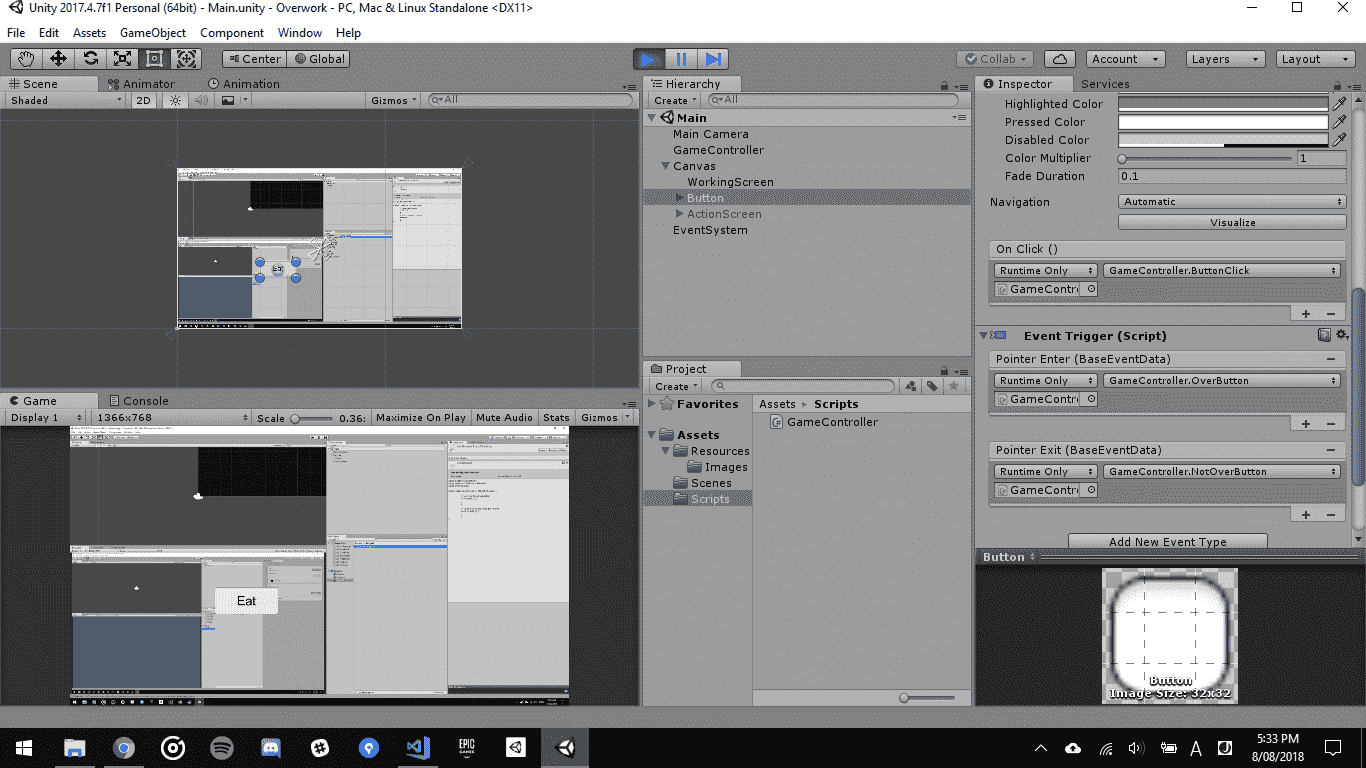 Unity 2017.4.7f1 Personal (64bit) - Main.unity - Overwork - PC, Mac & Linux Standalone <DX11>
File Edit Assets GameObject Component Window Help
Center Global
Collab Account Layers Layout
Scene Animator Animation
Shaded 2D Gizmos All
Hierarchy
Create All
Main
Main Camera
GameController
Canvas
WorkingScreen
Button
ActionScreen
EventSystem
Eat
Game Console
Display 1 1366x768 Scale 0.36: Maximize On Play Mute Audio Stats Gizmos
Eat
Project
Create
Favorites
Assets
Resources
Images
Scenes
Scripts
Assets Scripts
GameController
Inspector Services
Highlighted Color
Pressed Color
Disabled Color
Color Multiplier 1
Fade Duration 0.1
Navigation Automatic
Visualize
On Click ()
Runtime Only GameController.ButtonClick
GameContr
+ −
Event Trigger (Script)
Pointer Enter (BaseEventData) −
Runtime Only GameController.OverButton
GameContr
+ −
Pointer Exit (BaseEventData) −
Runtime Only GameController.NotOverButton
GameContr
+ −
Add New Event Type
Button
Button
Image Size: 32x32
EPIC GAMES
A
5:33 PM
8/08/2018